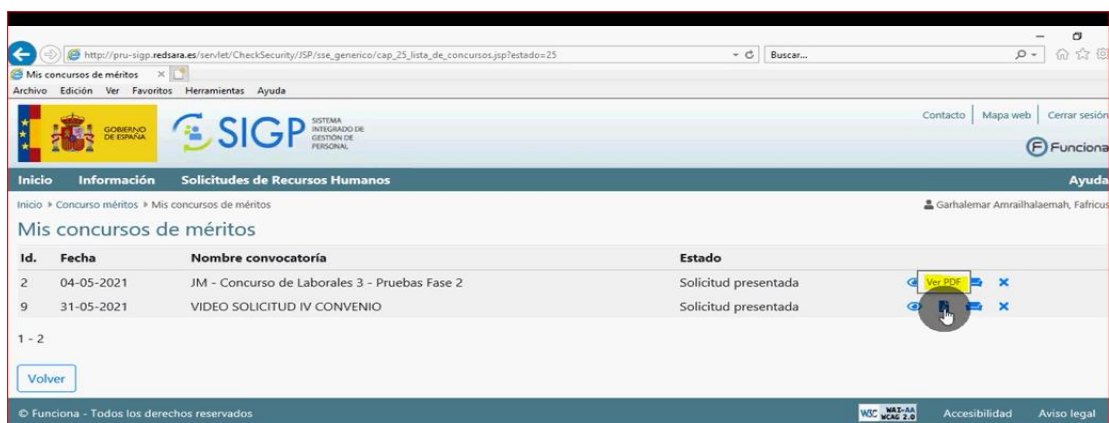 http://pru-sigp.redsara.es/servlet/CheckSecurity/JSP/sse_generico/cap_25_lista_de_concursos.jsp?estado=25 Buscar...
Mis concursos de méritos
Archivo Edición Ver Favoritos Herramientas Ayuda
GOBIERNO DE ESPAÑA
SIGP
SISTEMA
INTEGRADO DE
GESTIÓN DE
PERSONAL
Contacto Mapa web Cerrar sesión
Funciona
Inicio Información Solicitudes de Recursos Humanos Ayuda
Inicio Concurso méritos Mis concursos de méritos Garhalemar Amrailhalaemah, Fafricus
Mis concursos de méritos
Id. Fecha Nombre convocatoría Estado
2 04-05-2021 JM - Concurso de Laborales 3 - Pruebas Fase 2 Solicitud presentada Ver PDF
9 31-05-2021 VIDEO SOLICITUD IV CONVENIO Solicitud presentada
1 - 2
Volver
© Funciona - Todos los derechos reservados W3C WAI-AA WCAG 2.0 Accesibilidad Aviso legal